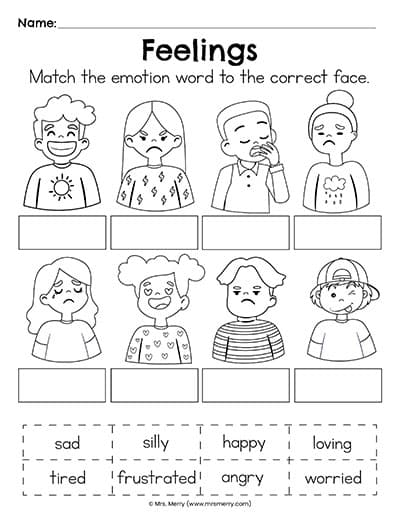 Name:
Feelings
Match the emotion word to the correct face.
sad silly happy loving
tired frustrated angry worried
© Mrs. Merry (www.mrsmerry.com)